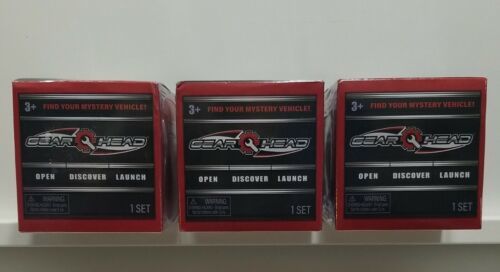 3+ FIND YOUR MYSTERY VEHICLE!
GEAR HEAD
OPEN DISCOVER LAUNCH
WARNING
1 SET
3+ FIND YOUR MYSTERY VEHICLE!
GEAR HEAD
OPEN DISCOVER LAUNCH
WARNING
1 SET
3+ FIND YOUR MYSTERY VEHICLE!
GEAR HEAD
OPEN DISCOVER LAUNCH
WARNING
1 SET